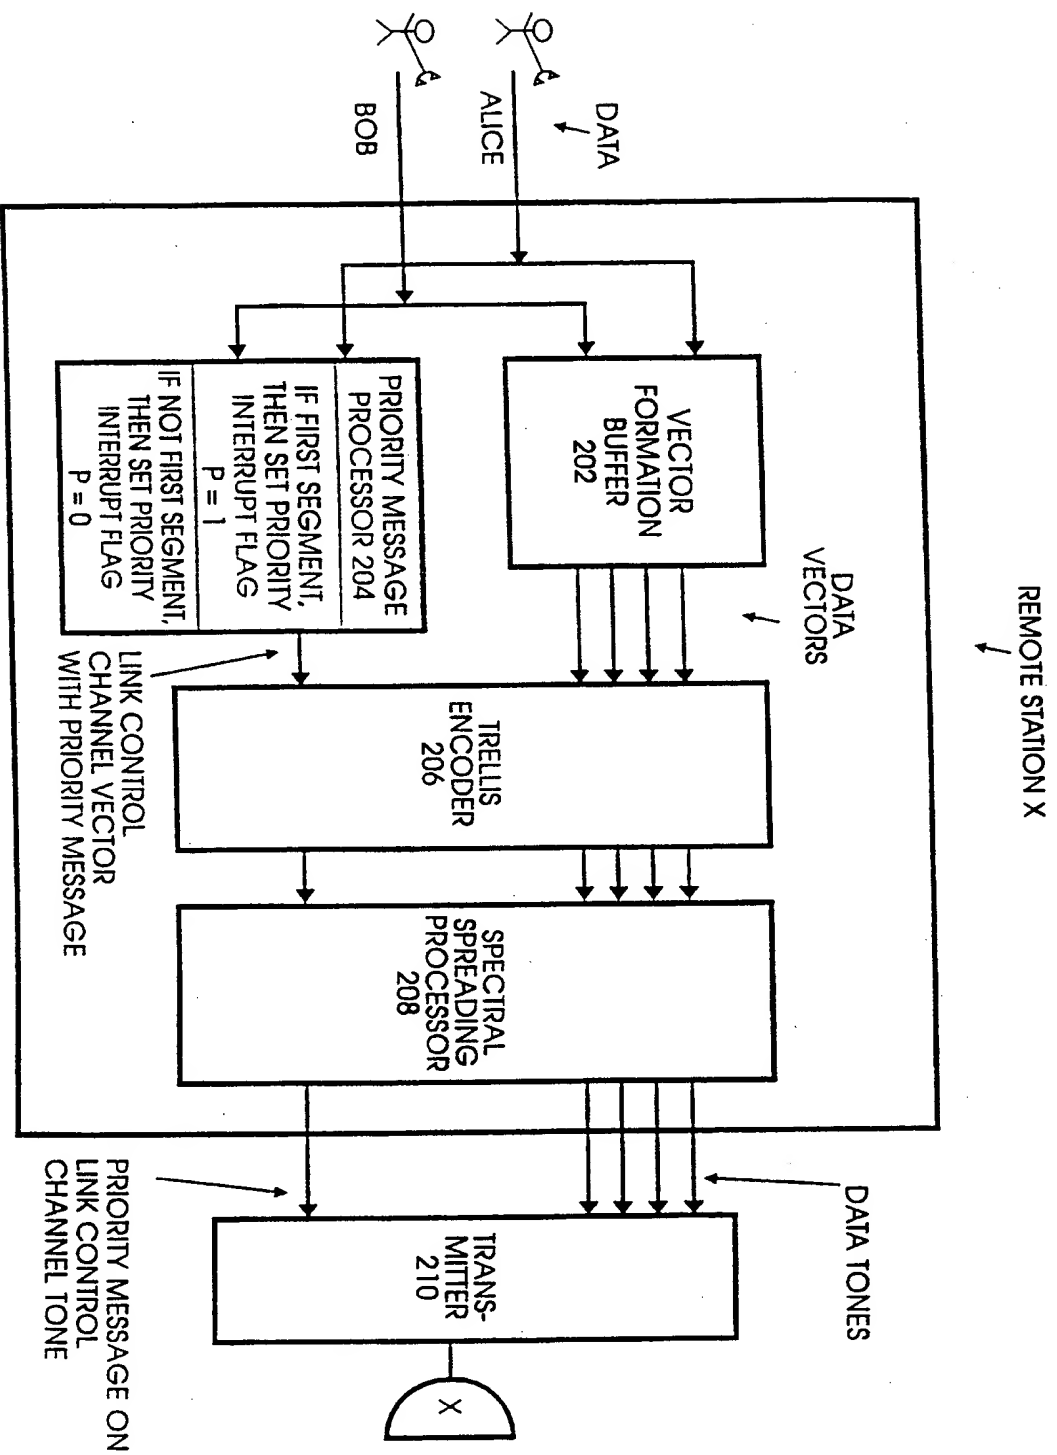 REMOTE STATION X
DATA
ALICE
BOB
VECTOR
FORMATION
BUFFER
202
DATA
VECTORS
PRIORITY MESSAGE
PROCESSOR 204
IF FIRST SEGMENT,
THEN SET PRIORITY
INTERRUPT FLAG
P = 1
IF NOT FIRST SEGMENT,
THEN SET PRIORITY
INTERRUPT FLAG
P = 0
LINK CONTROL
CHANNEL VECTOR
WITH PRIORITY MESSAGE
TRELLIS
ENCODER
206
SPECTRAL
SPREADING
PROCESSOR
208
DATA TONES
TRANS-
MITTER
210
X
PRIORITY MESSAGE ON
LINK CONTROL
CHANNEL TONE